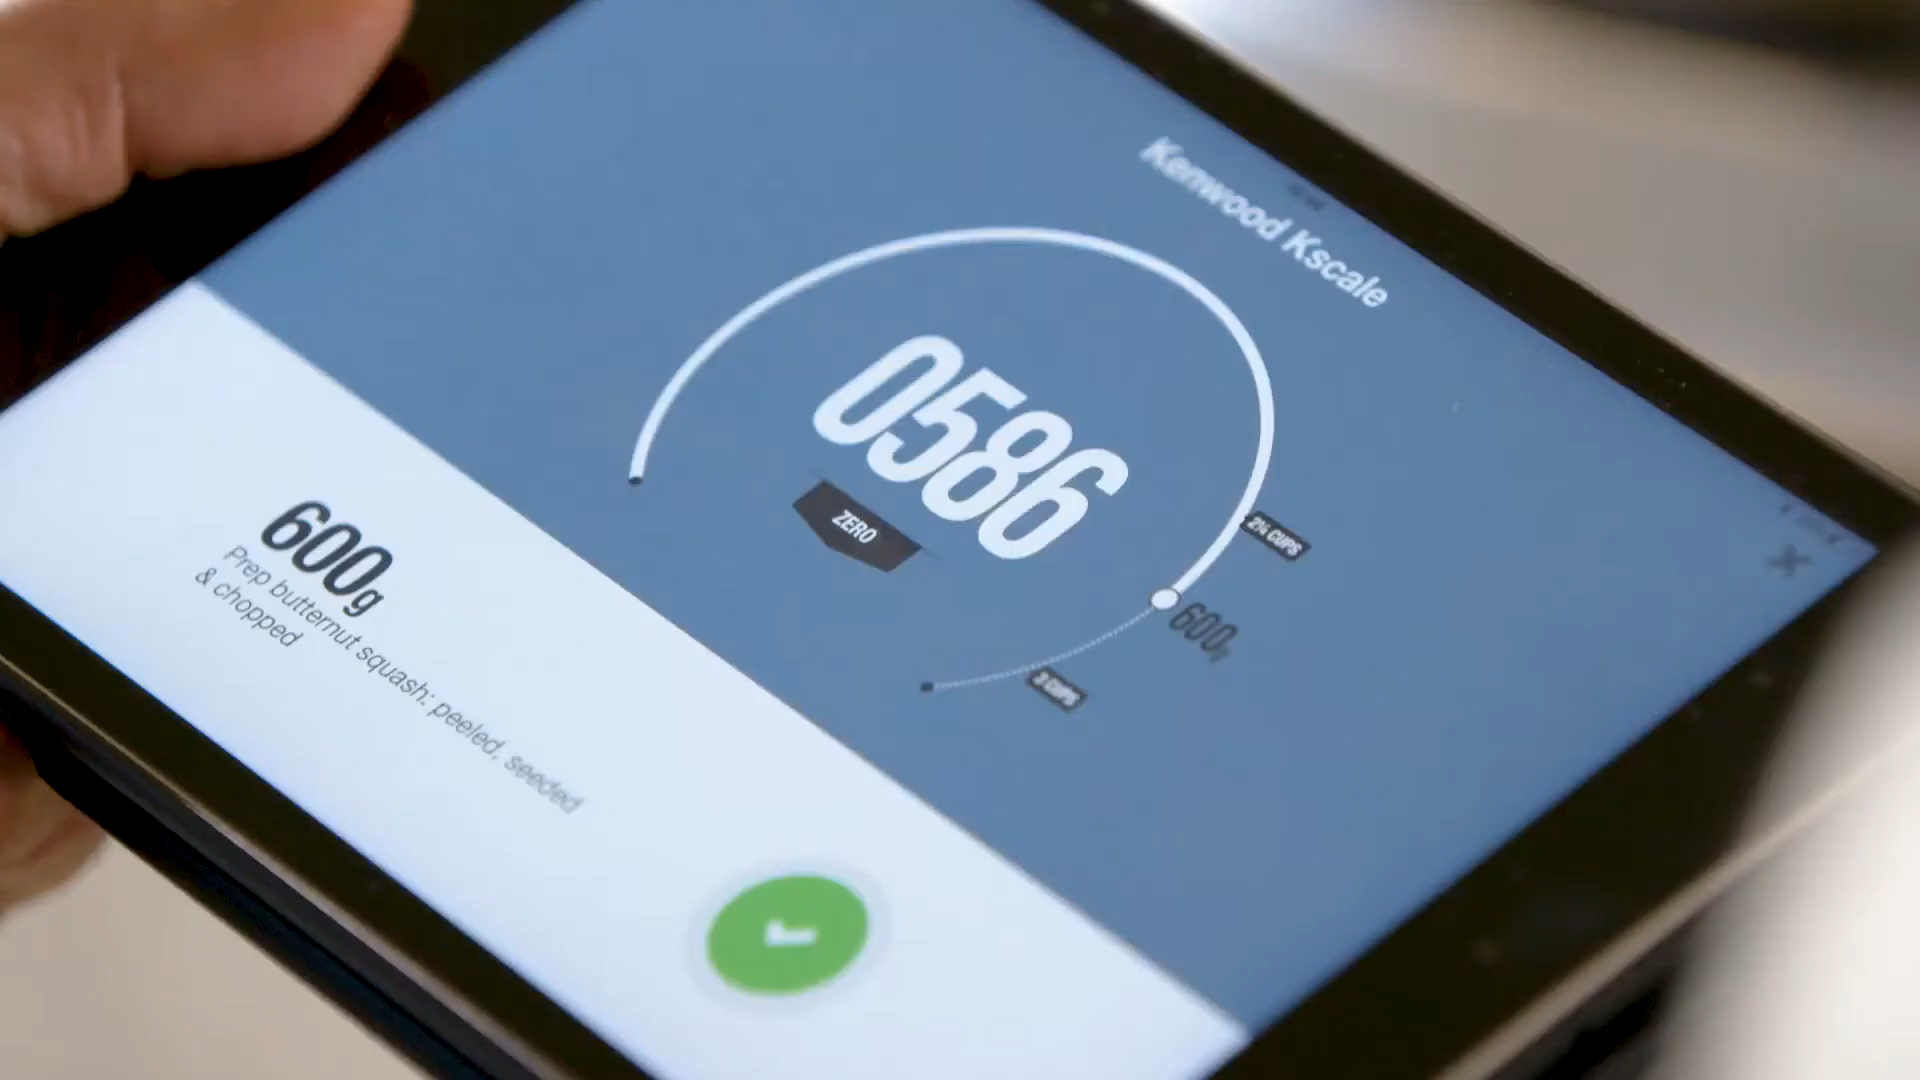 Kenwood Kscale
0586
ZERO
2¼ CUPS
600g
3 CUPS
600g
Prep butternut squash: peeled, seeded
& chopped